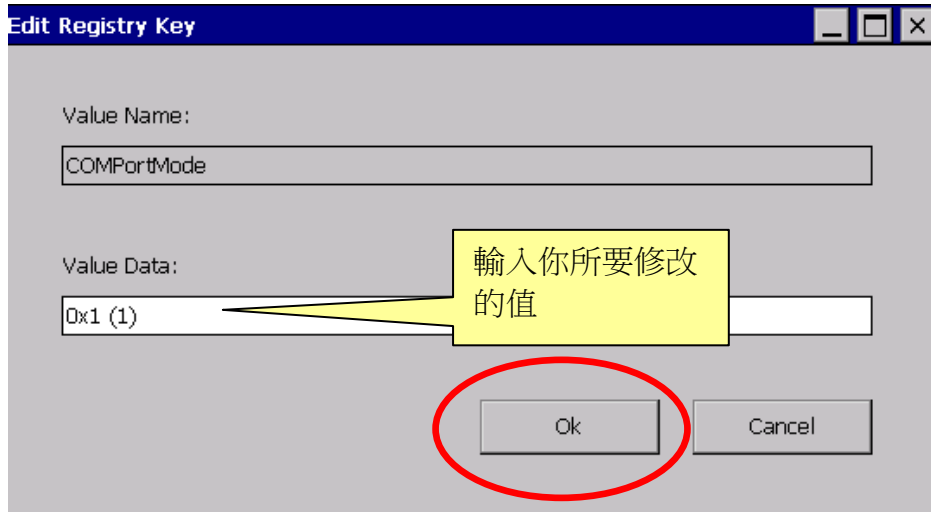 Edit Registry Key
Value Name:
COMPortMode
Value Data:
輸入你所要修改
的值
0x1 (1)
Ok
Cancel